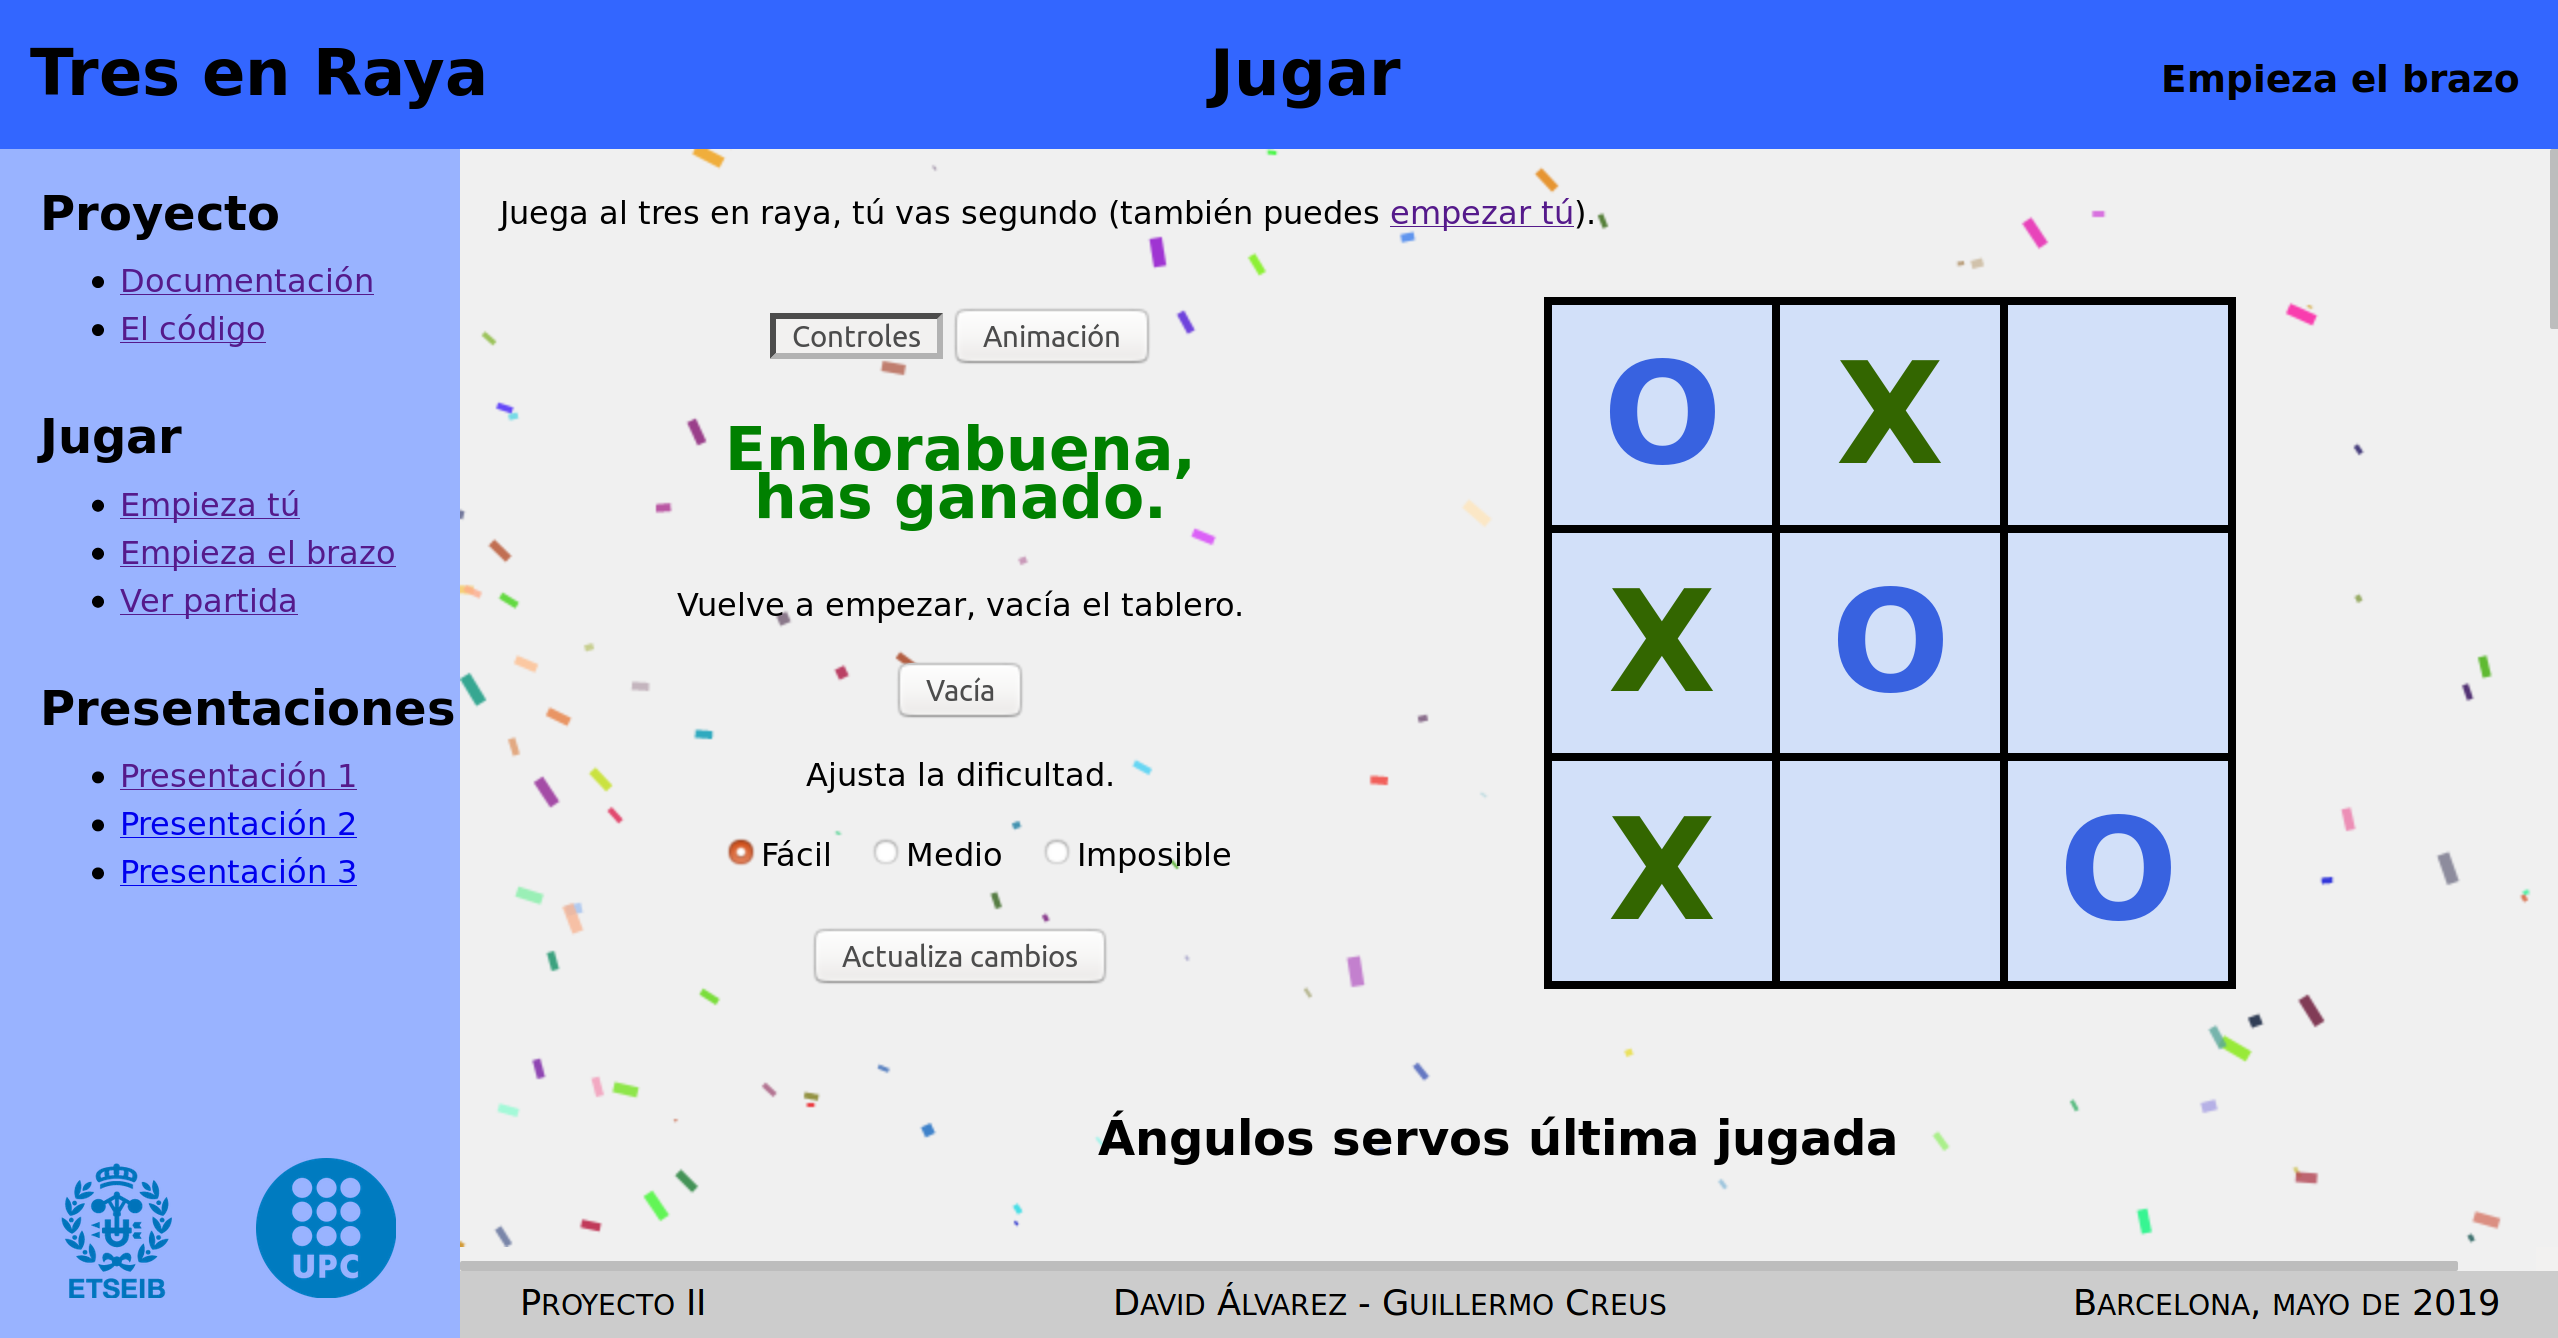 Tres en Raya
Jugar
Empieza el brazo
Proyecto
Documentación
El código
Jugar
Empieza tú
Empieza el brazo
Ver partida
Presentaciones
Presentación 1
Presentación 2
Presentación 3
ETSEIB
UPC
Juega al tres en raya, tú vas segundo (también puedes empezar tú).
Controles Animación
Enhorabuena,
has ganado.
Vuelve a empezar, vacía el tablero.
Vacía
Ajusta la dificultad.
Fácil Medio Imposible
Actualiza cambios
O X
X O
X O
Ángulos servos última jugada
Proyecto II
David Álvarez - Guillermo Creus
Barcelona, mayo de 2019